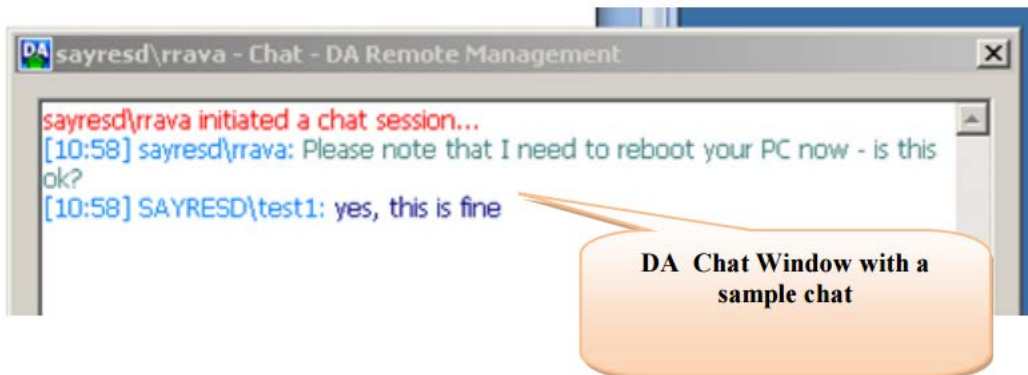 DA sayresd\rrava - Chat - DA Remote Management
sayresd\rrava initiated a chat session...
[10:58] sayresd\rrava: Please note that I need to reboot your PC now - is this
ok?
[10:58] SAYRESD\test1: yes, this is fine
DA Chat Window with a
sample chat